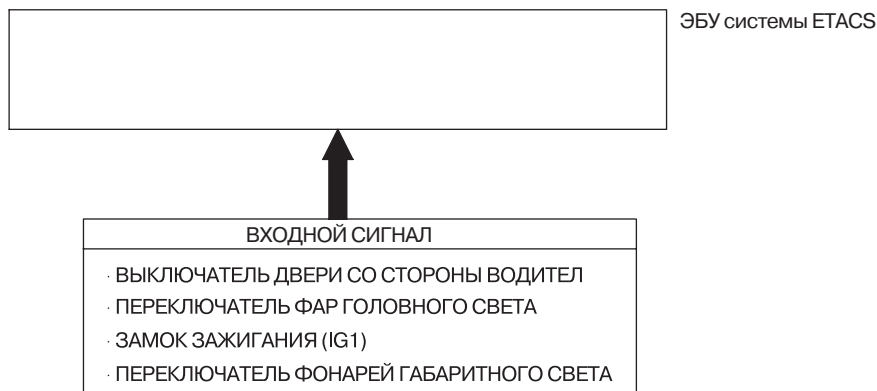 ЭБУ системы ETACS
ВХОДНОЙ СИГНАЛ
· ВЫКЛЮЧАТЕЛЬ ДВЕРИ СО СТОРОНЫ ВОДИТЕЛ
· ПЕРЕКЛЮЧАТЕЛЬ ФАР ГОЛОВНОГО СВЕТА
· ЗАМОК ЗАЖИГАНИЯ (IG1)
· ПЕРЕКЛЮЧАТЕЛЬ ФОНАРЕЙ ГАБАРИТНОГО СВЕТА